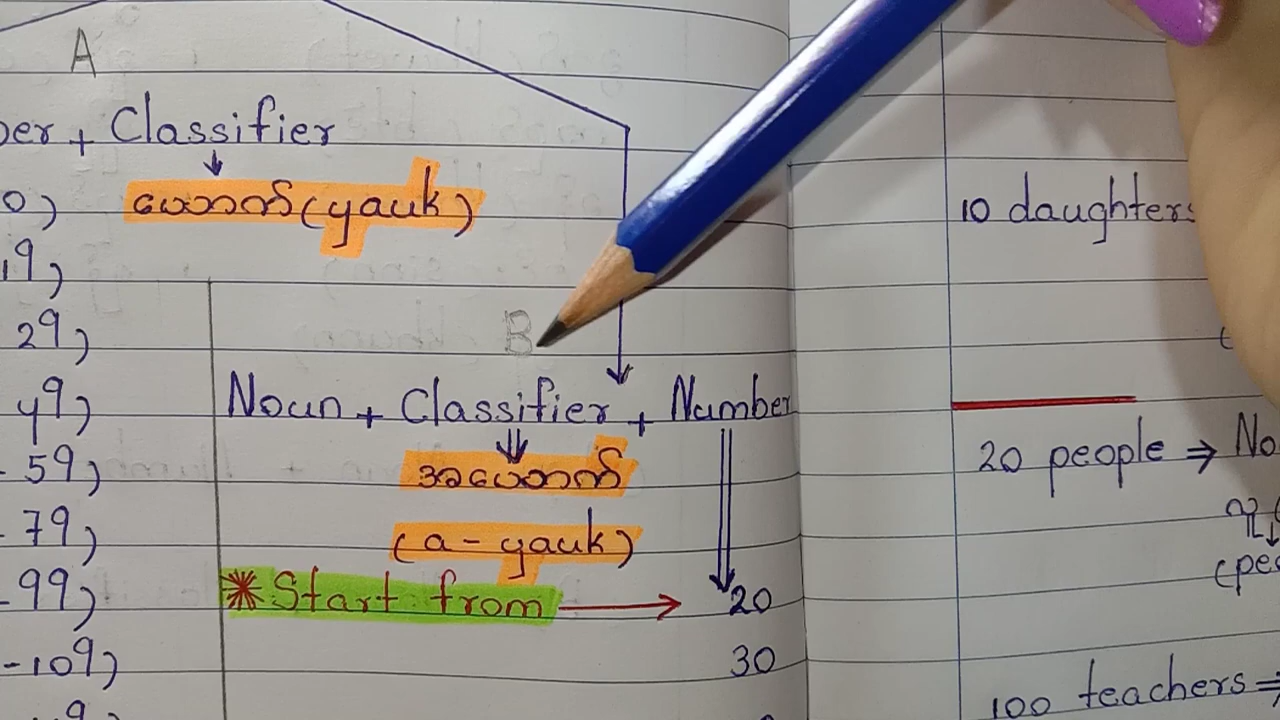 A
+ Classifier
ယောက် (yauk)
0)
19)
29)
49)
- 59)
- 79)
- 99)
- 109)
B
Noun + Classifier + Number
အယောက်
(a - yauk)
* Start from → 20
30
10 daughters
20 people ⇒ No
100 teachers ⇒